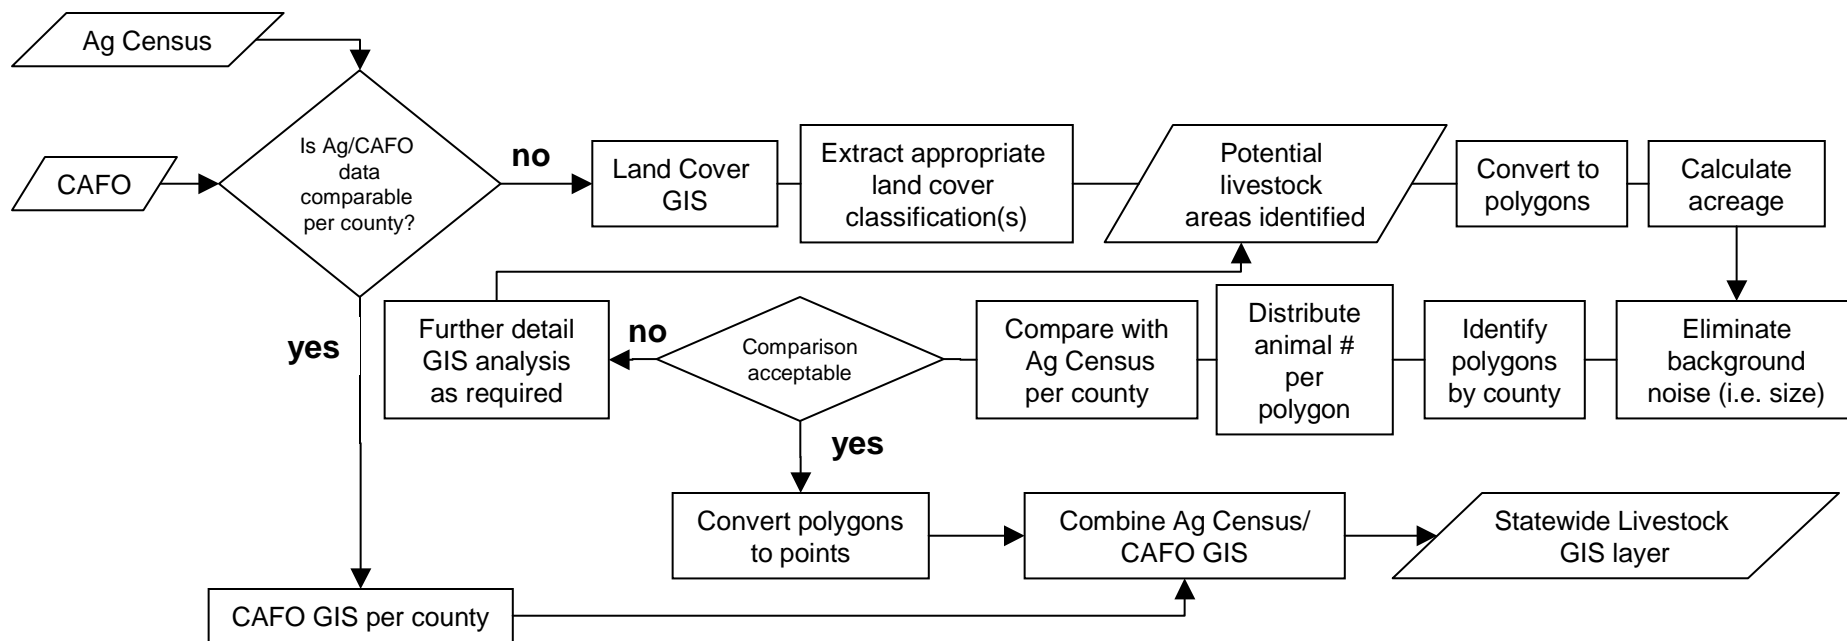 Ag Census
CAFO
Is Ag/CAFO
data
comparable
per county?
no
Land Cover
GIS
Extract appropriate
land cover
classification(s)
Potential
livestock
areas identified
Convert to
polygons
Calculate
acreage
yes
Further detail
GIS analysis
as required
no
Comparison
acceptable
Compare with
Ag Census
per county
Distribute
animal #
per
polygon
Identify
polygons
by county
Eliminate
background
noise (i.e. size)
yes
Convert polygons
to points
Combine Ag Census/
CAFO GIS
Statewide Livestock
GIS layer
CAFO GIS per county